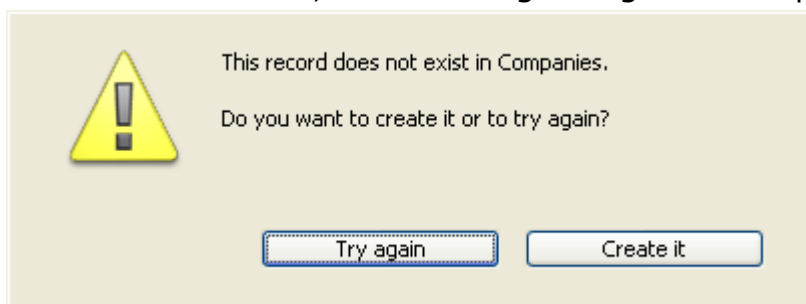 This record does not exist in Companies.
Do you want to create it or to try again?
Try again Create it